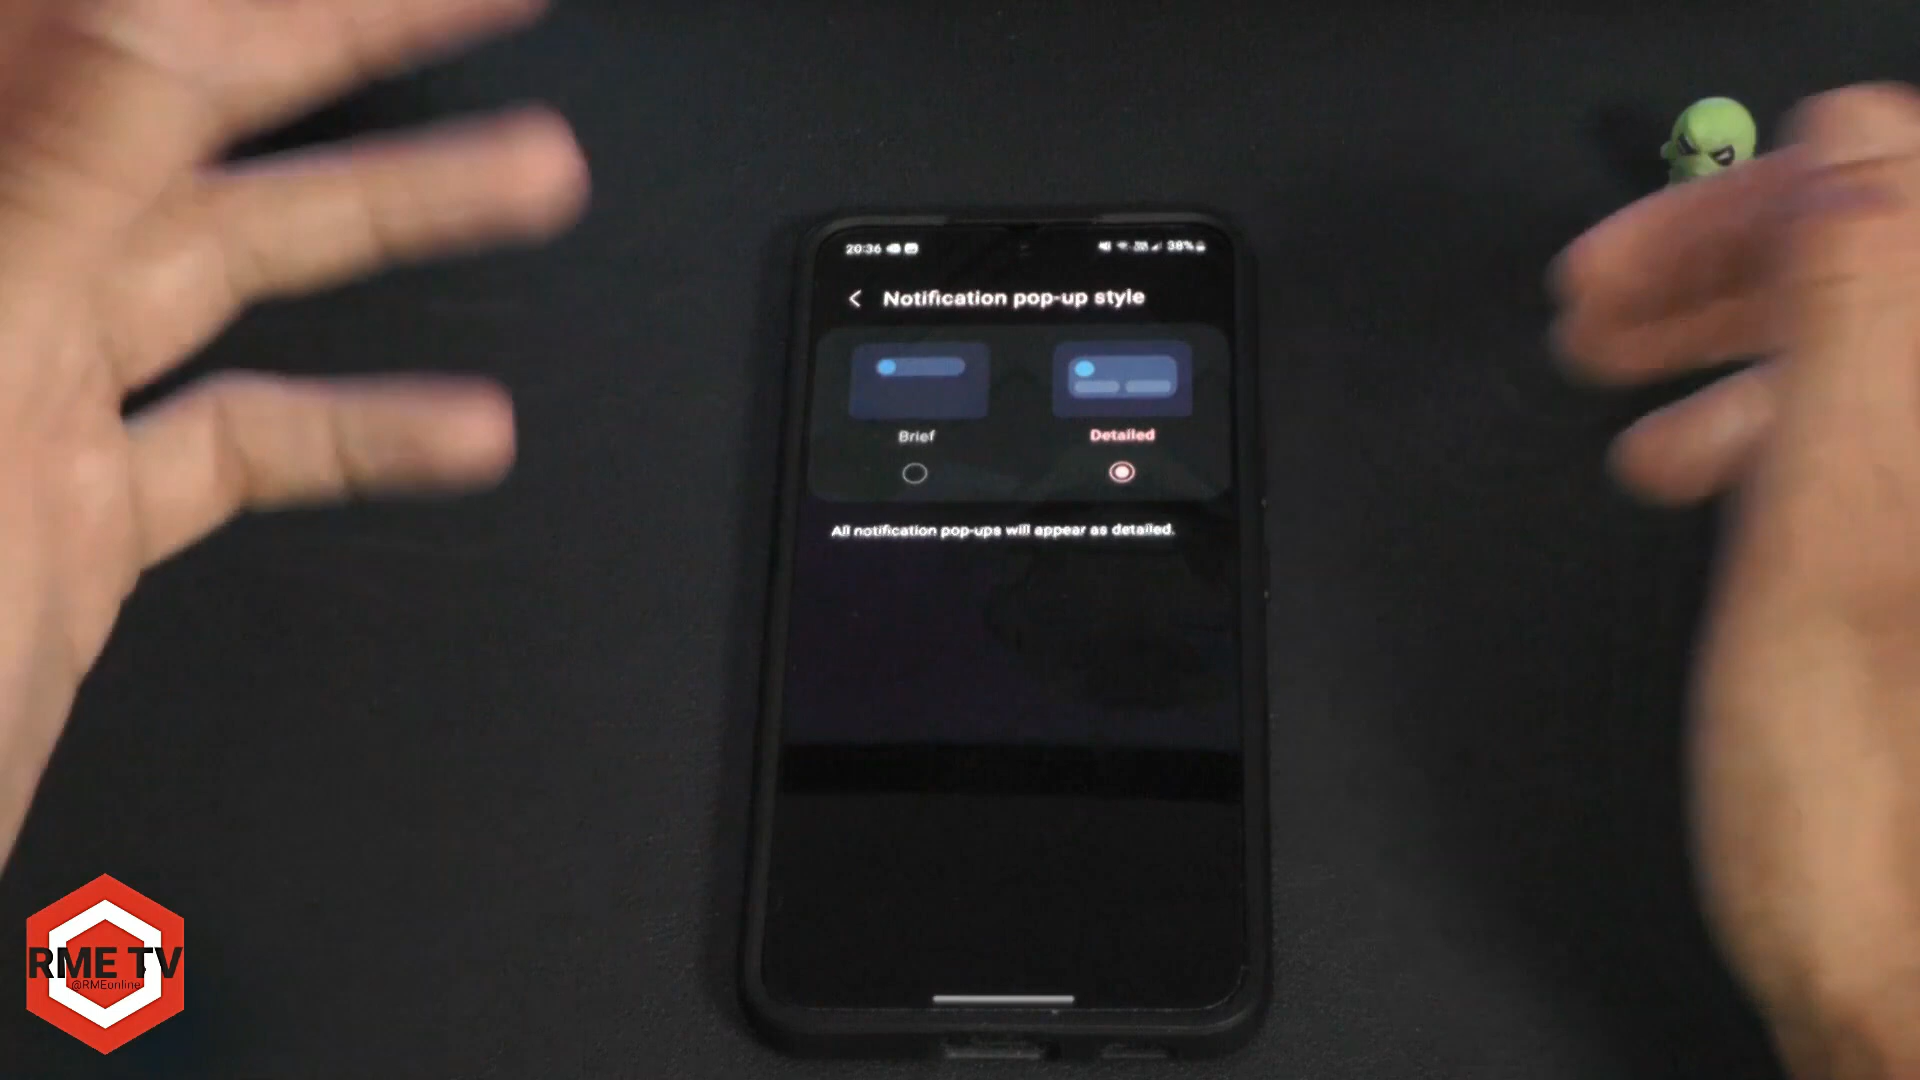 20:36
38%
Notification pop-up style
Brief
Detailed
All notification pop-ups will appear as detailed.
RME TV
@RMEonline